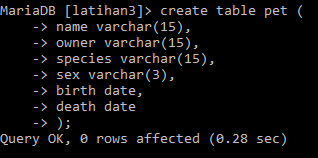 MariaDB [latihan3]> create table pet (
    -> name varchar(15),
    -> owner varchar(15),
    -> species varchar(15),
    -> sex varchar(3),
    -> birth date,
    -> death date
    -> );
Query OK, 0 rows affected (0.28 sec)